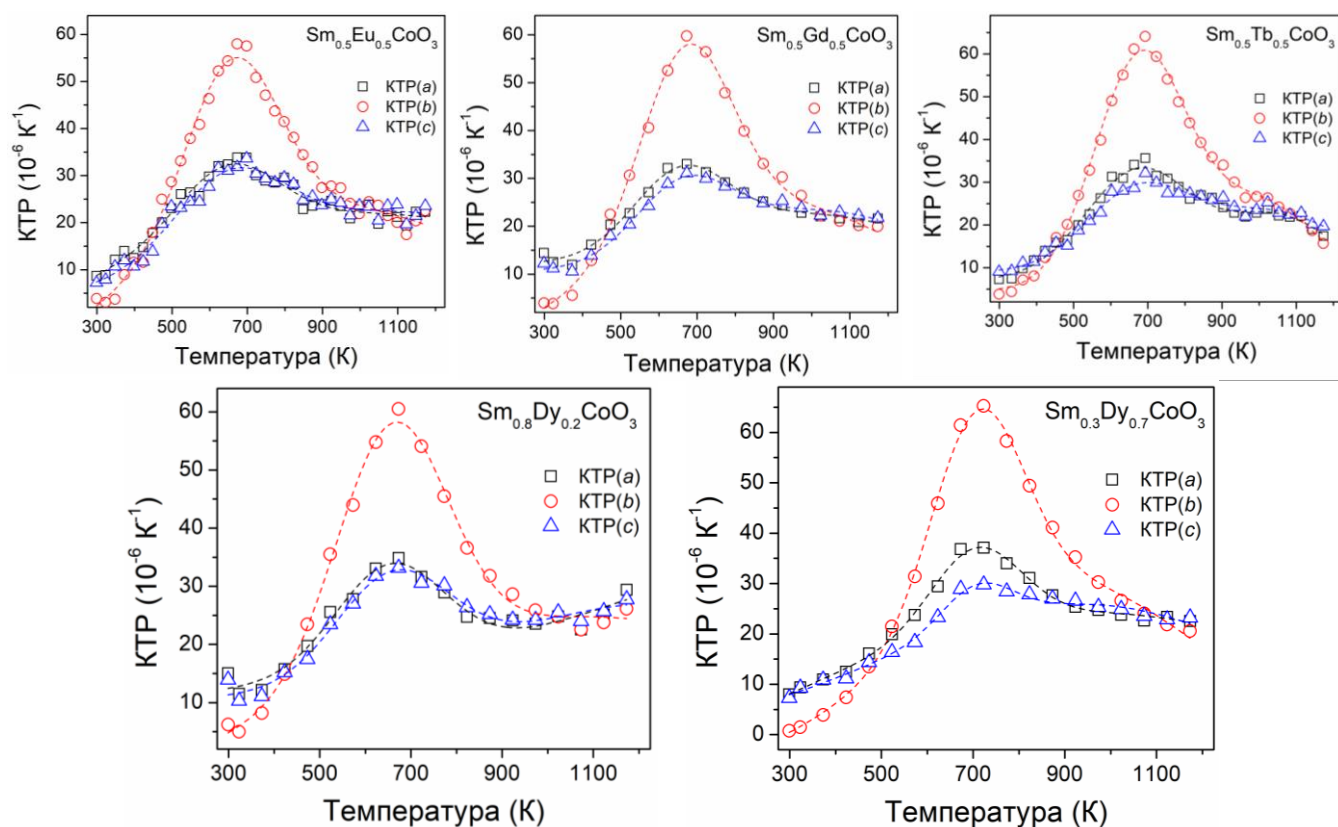 Sm0.5Eu0.5CoO3
КТР(a)
КТР(b)
КТР(c)
КТР (10-6 K-1)
60
50
40
30
20
10
300 500 700 900 1100
Температура (К)
Sm0.5Gd0.5CoO3
КТР(a)
КТР(b)
КТР(c)
КТР (10-6 K-1)
60
50
40
30
20
10
300 500 700 900 1100
Температура (К)
Sm0.5Tb0.5CoO3
КТР(a)
КТР(b)
КТР(c)
КТР (10-6 K-1)
60
50
40
30
20
10
300 500 700 900 1100
Температура (К)
Sm0.8Dy0.2CoO3
КТР(a)
КТР(b)
КТР(c)
КТР (10-6 K-1)
60
50
40
30
20
10
300 500 700 900 1100
Температура (К)
Sm0.3Dy0.7CoO3
КТР(a)
КТР(b)
КТР(c)
КТР (10-6 K-1)
60
50
40
30
20
10
0
300 500 700 900 1100
Температура (К)